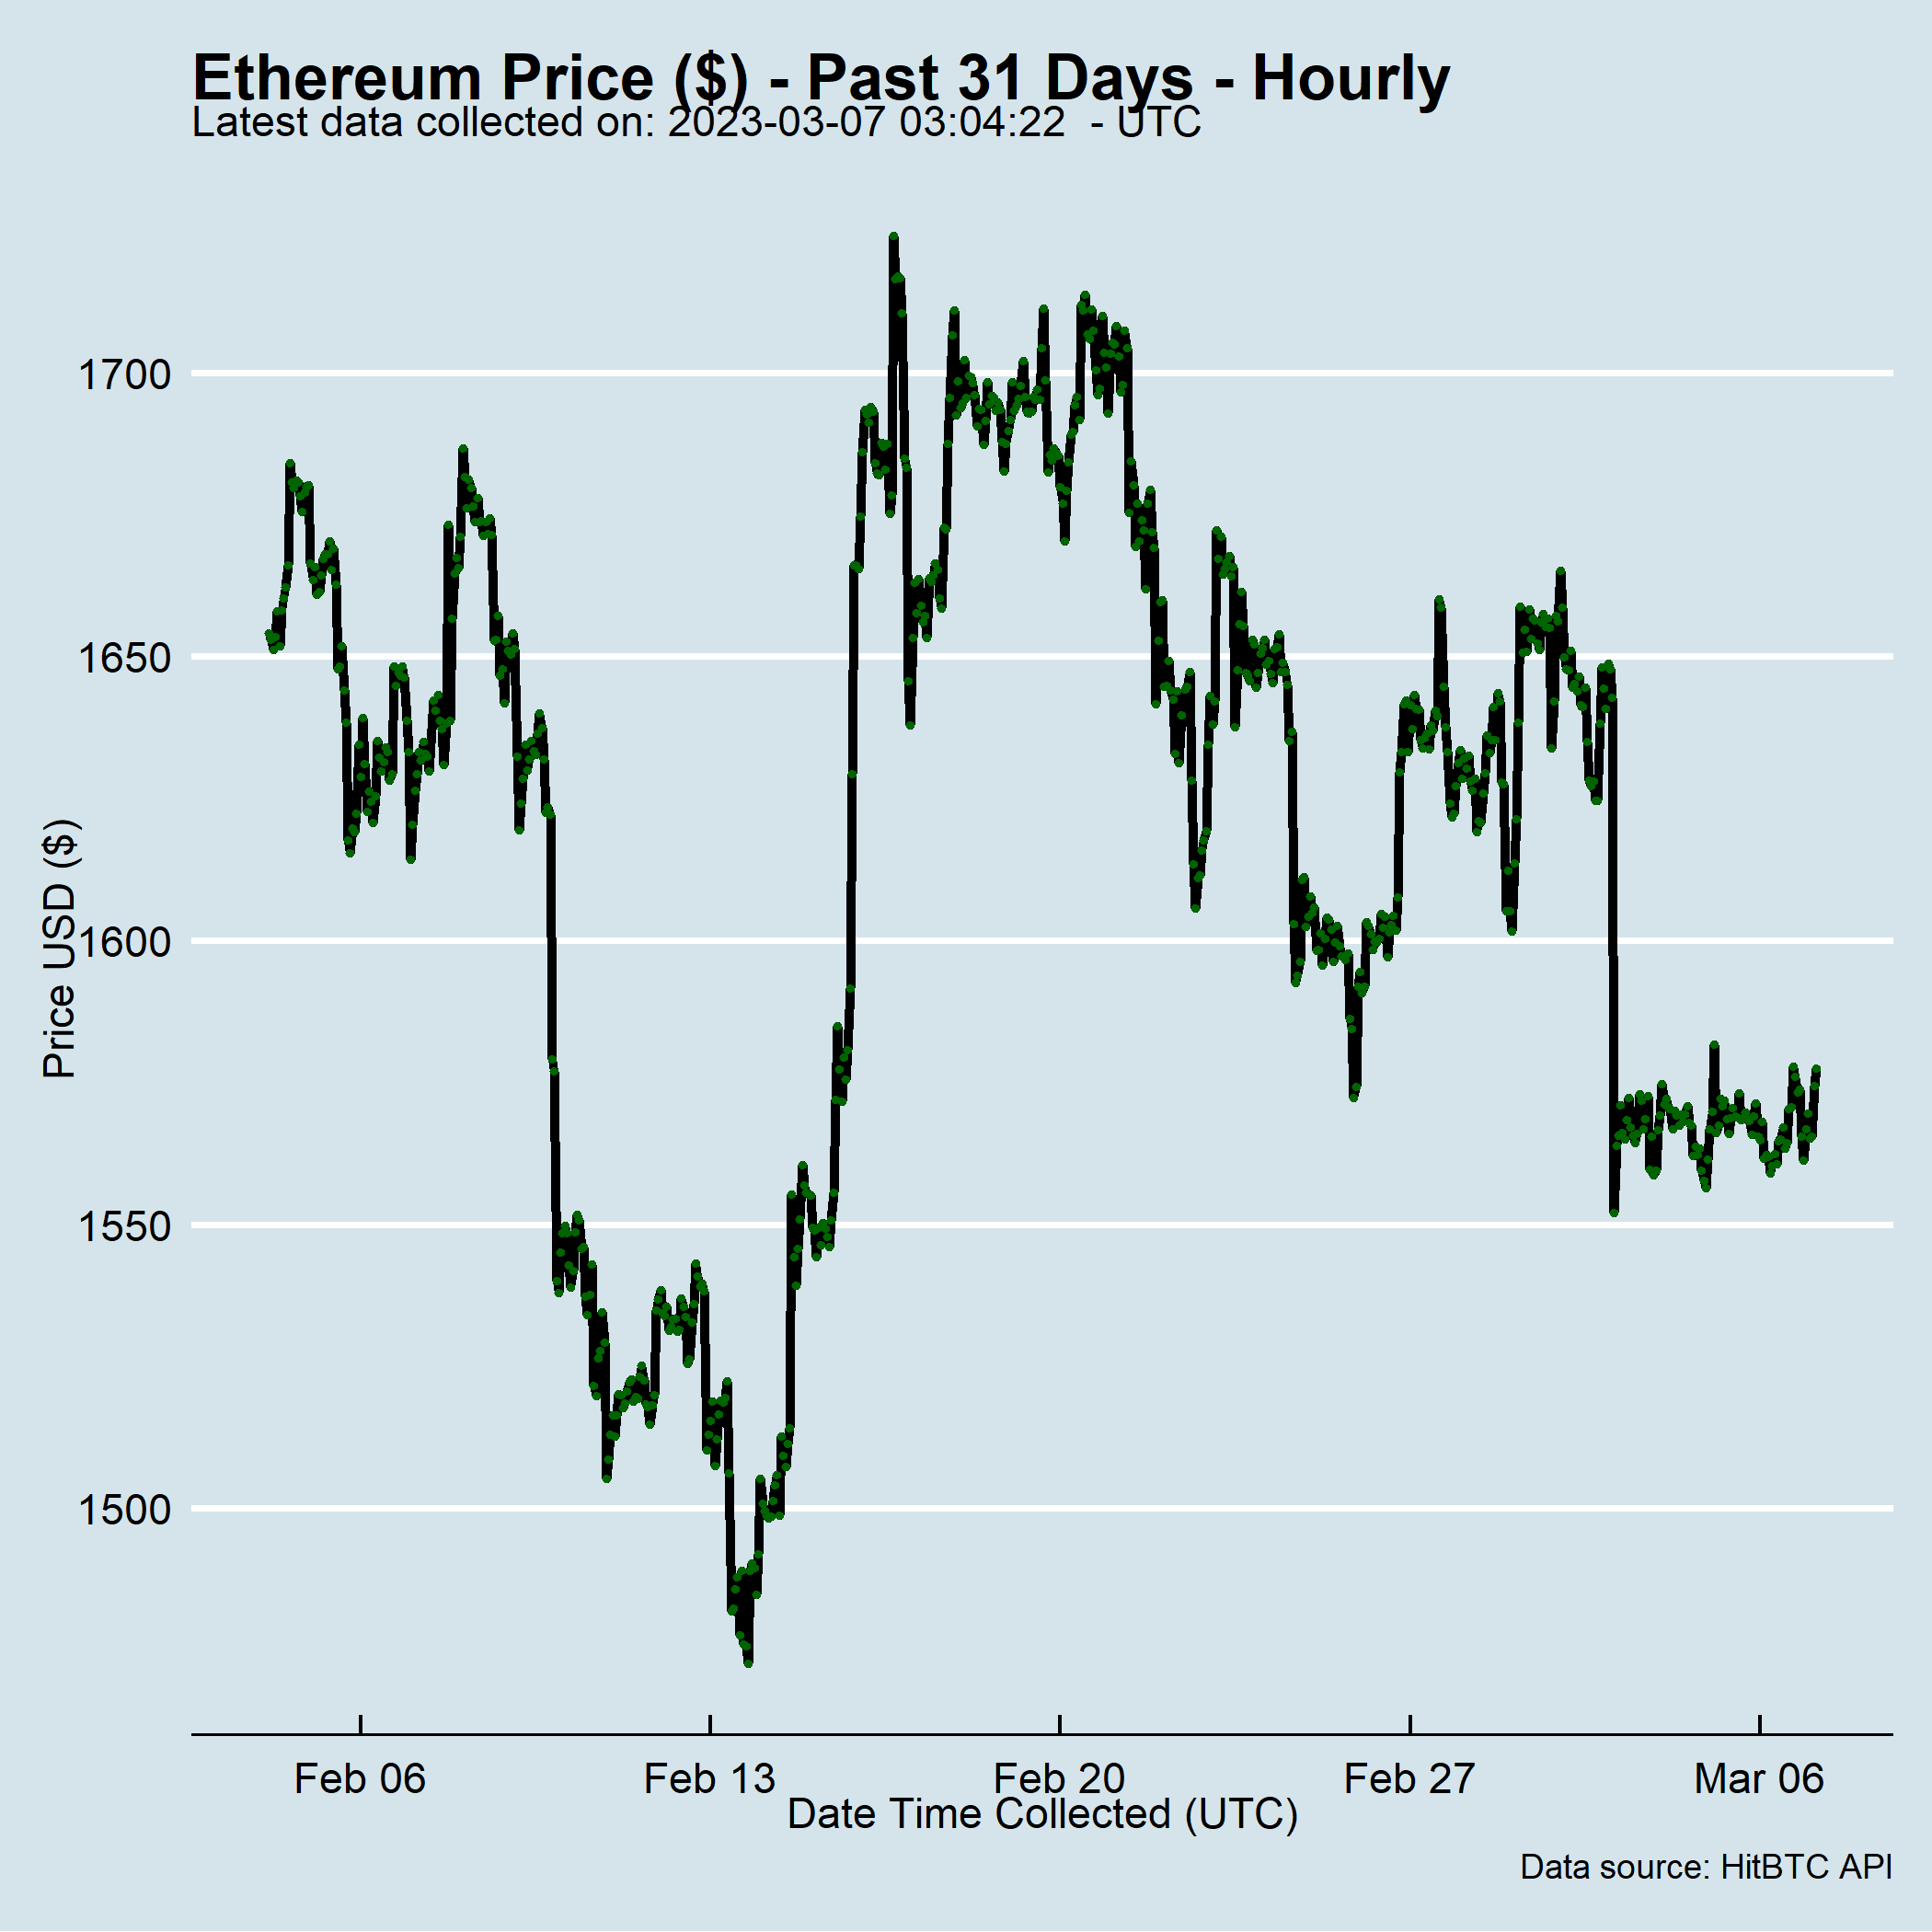 Ethereum Price ($) - Past 31 Days - Hourly
Latest data collected on: 2023-03-07 03:04:22  - UTC
Price USD ($)
1700
1650
1600
1550
1500
Feb 06
Feb 13
Feb 20
Feb 27
Mar 06
Date Time Collected (UTC)
Data source: HitBTC API